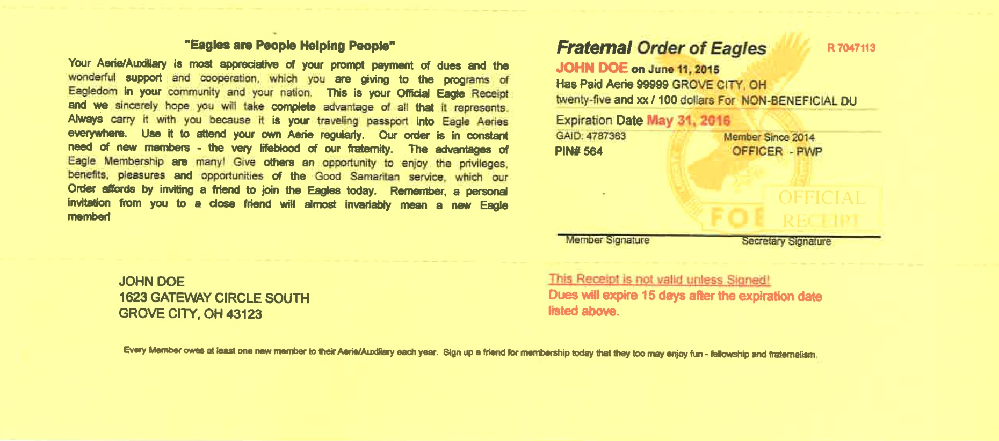 "Eagles are People Helping People"
Your Aerie/Auxiliary is most appreciative of your prompt payment of dues and the
wonderful support and cooperation, which you are giving to the programs of
Eagledom in your community and your nation. This is your Official Eagle Receipt
and we sincerely hope you will take complete advantage of all that it represents.
Always carry it with you because it is your traveling passport into Eagle Aeries
everywhere. Use it to attend your own Aerie regularly. Our order is in constant
need of new members - the very lifeblood of our fraternity. The advantages of
Eagle Membership are many! Give others an opportunity to enjoy the privileges,
benefits, pleasures and opportunities of the Good Samaritan service, which our
Order affords by inviting a friend to join the Eagles today. Remember, a personal
invitation from you to a close friend will almost invariably mean a new Eagle
member!
Fraternal Order of Eagles
R 7047113
JOHN DOE on June 11, 2015
Has Paid Aerie 99999 GROVE CITY, OH
twenty-five and xx / 100 dollars For NON-BENEFICIAL DU
Expiration Date May 31, 2016
GAID: 4787363 Member Since 2014
PIN# 564 OFFICER - PWP
FOE
OFFICIAL
RECEIPT
Member Signature Secretary Signature
JOHN DOE
1623 GATEWAY CIRCLE SOUTH
GROVE CITY, OH 43123
This Receipt is not valid unless Signed!
Dues will expire 15 days after the expiration date
listed above.
Every Member owes at least one new member to their Aerie/Auxiliary each year. Sign up a friend for membership today that they too may enjoy fun - fellowship and fraternalism.